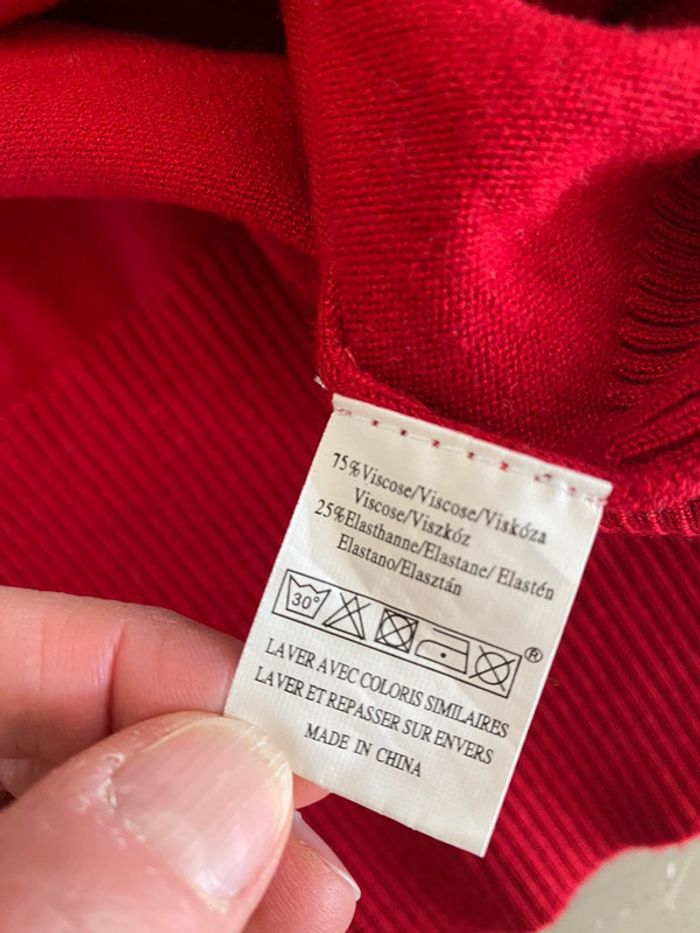 75%Viscose/Viscose/Viskóza
Viscose/Viszkóz
25%Elasthanne/Elastane/ Elastén
Elastano/Elasztán
30°
®
LAVER AVEC COLORIS SIMILAIRES
LAVER ET REPASSER SUR ENVERS
MADE IN CHINA